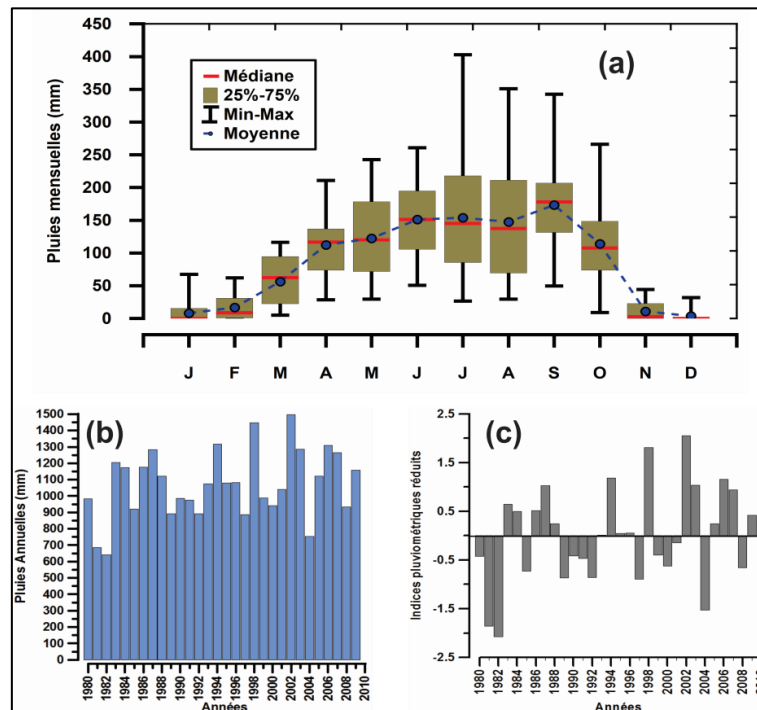 (a)
Médiane
25%-75%
Min-Max
Moyenne
Pluies mensuelles (mm)
450
400
350
300
250
200
150
100
50
0
J F M A M J J A S O N D
(b)
Pluies Annuelles (mm)
1500
1400
1300
1200
1100
1000
900
800
700
600
500
400
300
200
100
0
1980 1982 1984 1986 1988 1990 1992 1994 1996 1998 2000 2002 2004 2006 2008 2010
Années
(c)
Indices pluviométriques réduits
2.5
1.5
0.5
-0.5
-1.5
-2.5
1980 1982 1984 1986 1988 1990 1992 1994 1996 1998 2000 2002 2004 2006 2008
Années